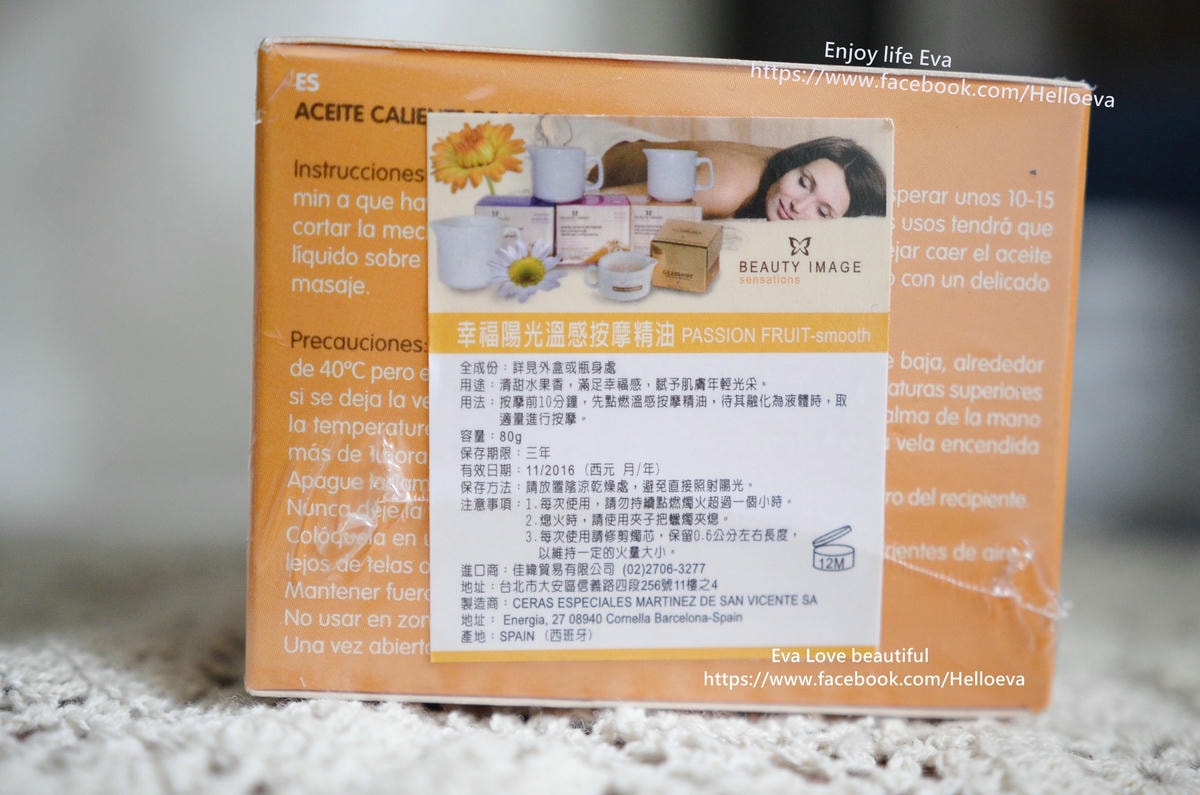 Enjoy life Eva
https://www.facebook.com/Helloeva
ES
ACEITE CALIENTE
Instrucciones
min a que
cortar la
líquido sobre
masaje.
Precauciones:
de 40ºC pero
si se deja la
la
más de
Apague
Nunca deje la
Colóquela en
lejos de telas
Mantener
No usar en
Una vez
sperar unos 10-15
usos tendrá que
jar caer el aceite
con un delicado
baja, alrededor
superiores
alma de la mano
vela encendida
ro del recipiente.
de aire.
BEAUTY IMAGE
sensations
幸福陽光溫感按摩精油 PASSION FRUIT-smooth
全成份：詳見外盒或瓶身處
用途：清甜水果香，滿足幸福感，賦予肌膚年輕光采。
用法：按摩前10分鐘，先點燃溫感按摩精油，待其融化為液體時，取
適量進行按摩。
容量：80g
保存期限：三年
有效日期：11/2016（西元 月/年）
保存方法：請放置陰涼乾燥處，避免直接照射陽光。
注意事項：1.每次使用，請勿持續點燃燭火超過一個小時。
2.熄火時，請使用夾子把蠟燭夾熄。
3.每次使用請修剪燭芯，保留0.6公分左右長度，
以維持一定的火量大小。
12M
進口商：佳緯貿易有限公司 (02)2706-3277
地址：台北市大安區信義路四段256號11樓之4
製造商：CERAS ESPECIALES MARTINEZ DE SAN VICENTE SA
地址： Energia, 27 08940 Cornella Barcelona-Spain
產地：SPAIN（西班牙）
Eva Love beautiful
https://www.facebook.com/Helloeva